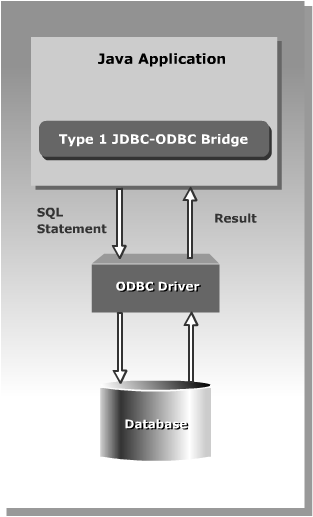 Java Application
Type 1 JDBC-ODBC Bridge
SQL
Statement
Result
ODBC Driver
Database